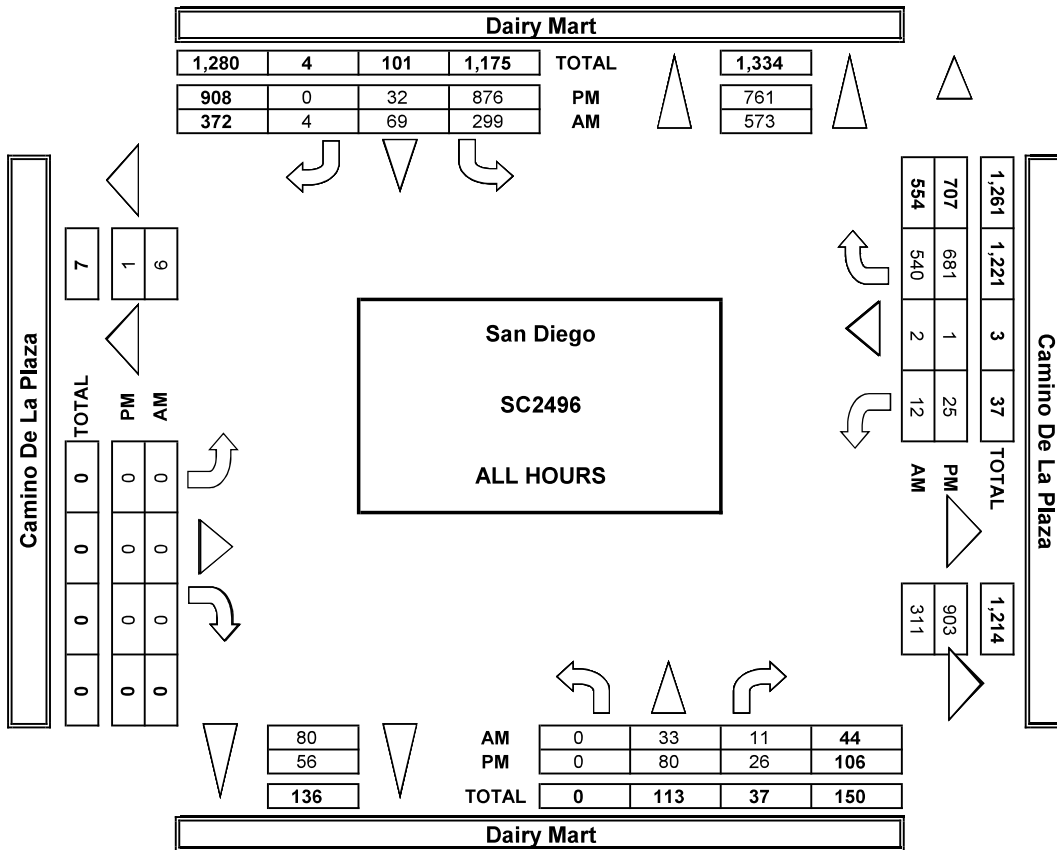 Dairy Mart
1,280 4 101 1,175 TOTAL 1,334
908 0 32 876 PM 761
372 4 69 299 AM 573
Camino De La Plaza
7 1 6
TOTAL PM AM
0 0 0
0 0 0
0 0 0
0 0 0
San Diego
SC2496
ALL HOURS
554 707 1,261
540 681 1,221
2 1 3
12 25 37
AM PM TOTAL
311 903 1,214
Camino De La Plaza
80 AM 0 33 11 44
56 PM 0 80 26 106
136 TOTAL 0 113 37 150
Dairy Mart